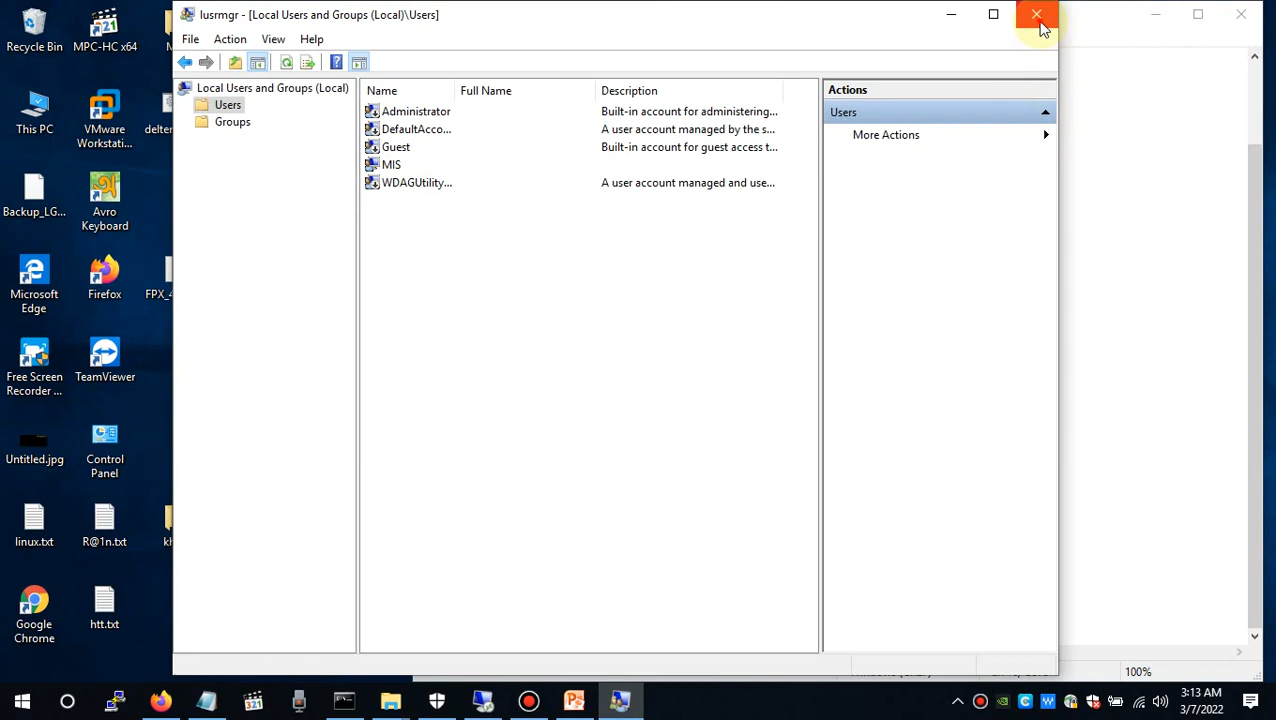 lusrmgr - [Local Users and Groups (Local)\Users]
File Action View Help
Local Users and Groups (Local)
Users
Groups
Name Full Name Description
Administrator Built-in account for administering...
DefaultAcco... A user account managed by the s...
Guest Built-in account for guest access t...
MIS
WDAGUtility... A user account managed and use...
Actions
Users
More Actions
Recycle Bin
MPC-HC x64
This PC
VMware
Workstati...
delter
Backup_LG...
Avro
Keyboard
Microsoft
Edge
Firefox
FPX_4
Free Screen
Recorder ...
TeamViewer
Untitled.jpg
Control
Panel
linux.txt
R@1n.txt
kh
Google
Chrome
htt.txt
100%
321
3:13 AM
3/7/2022